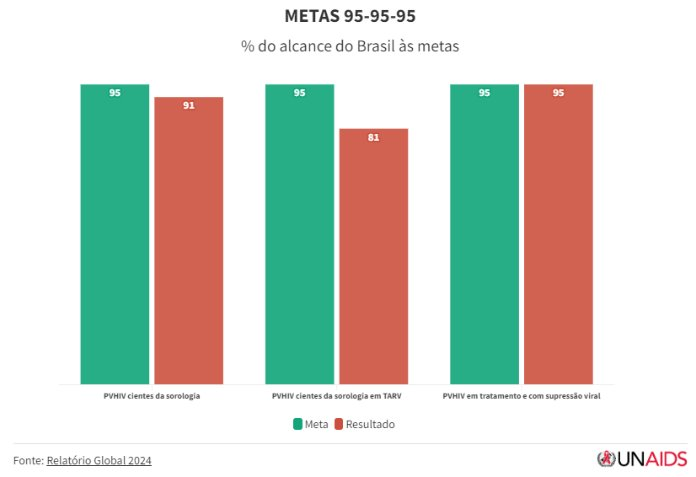 METAS 95-95-95
% do alcance do Brasil às metas
95
91
95
81
95
95
PVHIV cientes da sorologia
PVHIV cientes da sorologia em TARV
PVHIV em tratamento e com supressão viral
Meta
Resultado
Fonte: Relatório Global 2024
UNAIDS